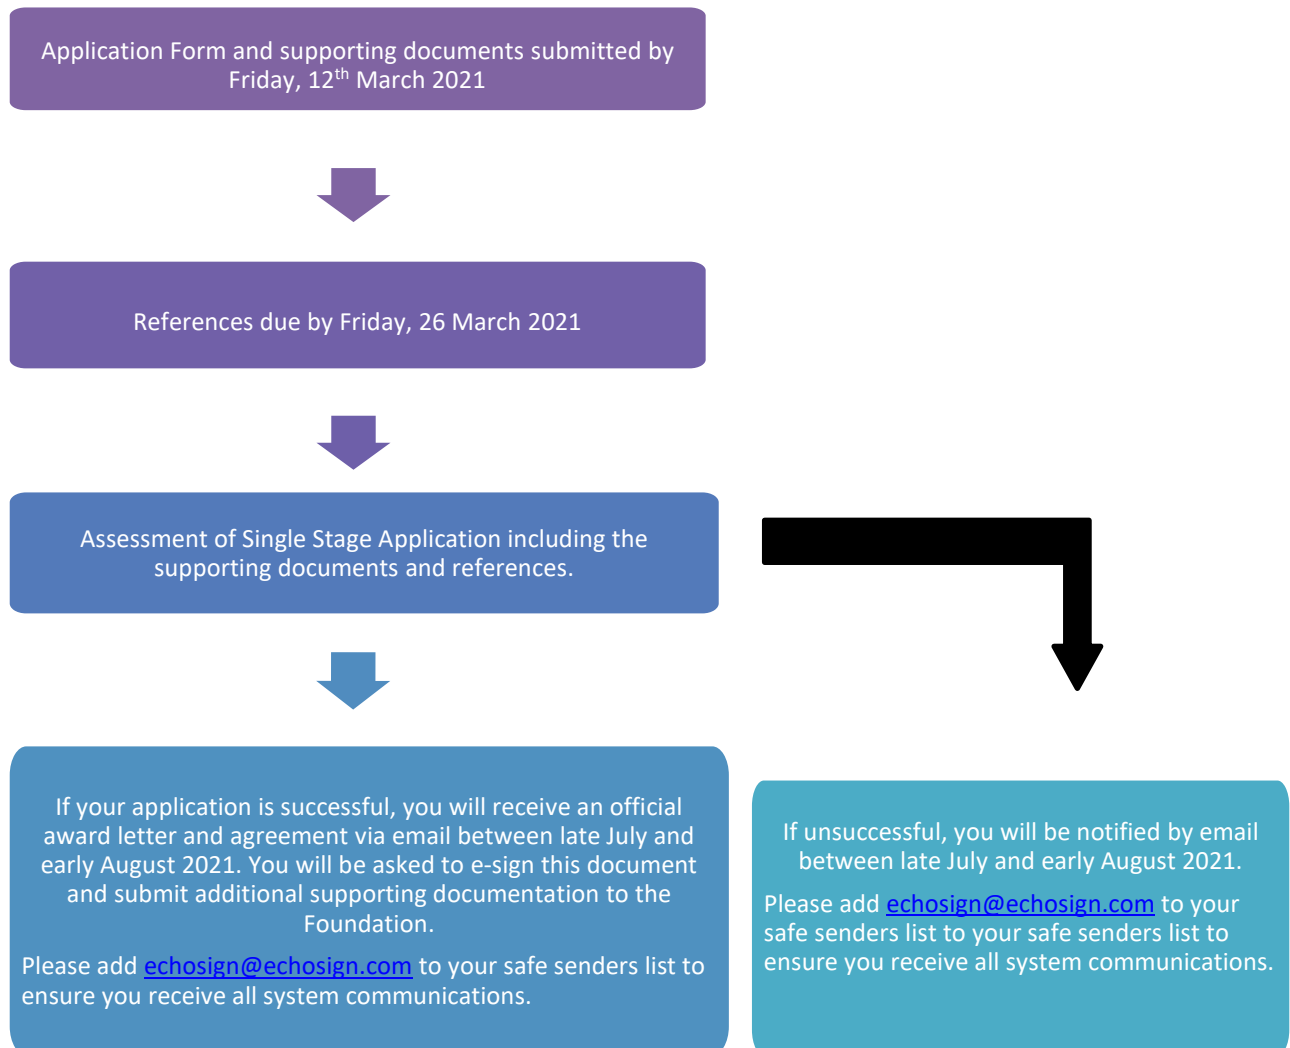 Application Form and supporting documents submitted by
Friday, 12th March 2021
References due by Friday, 26 March 2021
Assessment of Single Stage Application including the
supporting documents and references.
If your application is successful, you will receive an official
award letter and agreement via email between late July and
early August 2021. You will be asked to e-sign this document
and submit additional supporting documentation to the
Foundation.
Please add echosign@echosign.com to your safe senders list to
ensure you receive all system communications.
If unsuccessful, you will be notified by email
between late July and early August 2021.
Please add echosign@echosign.com to your
safe senders list to your safe senders list to
ensure you receive all system communications.